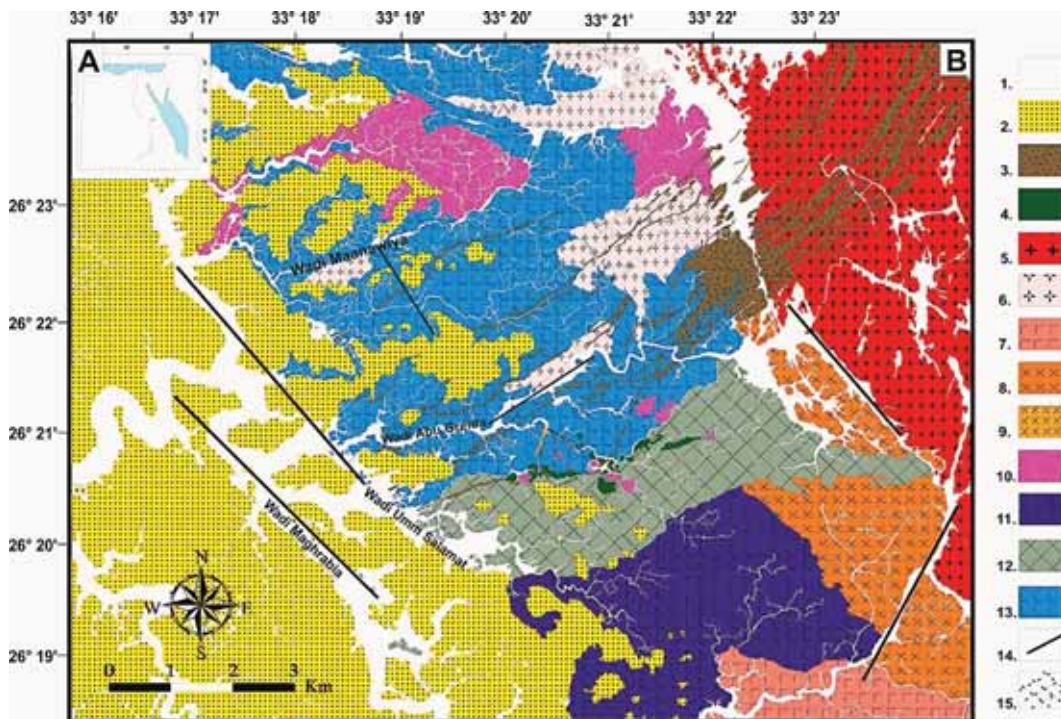 33° 16' 33° 17' 33° 18' 33° 19' 33° 20' 33° 21' 33° 22' 33° 23'
A B
1.
2.
3.
26° 23'
4.
5.
Wadi
6.
26° 22'
7.
8.
26° 21'
Abu
9.
10.
Wadi Umm Salamat
Wadi Maghrabia
11.
26° 20'
12.
N
W E
S
13.
26° 19'
14.
0 1 2 3
Km
15.